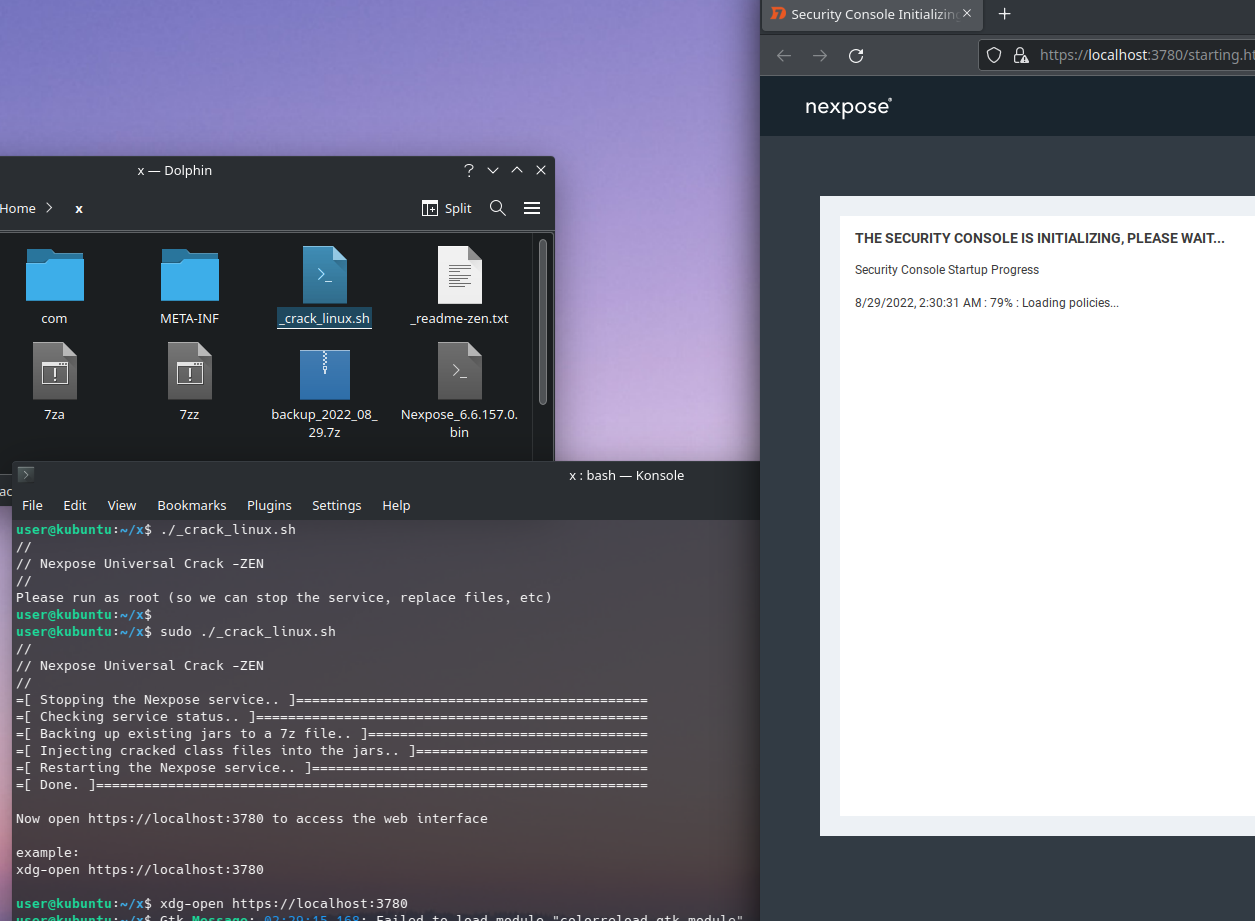 Security Console Initializing
https://localhost:3780/starting.ht
nexpose®
x — Dolphin
Home > x
Split
com
META-INF
_crack_linux.sh
_readme-zen.txt
7za
7zz
backup_2022_08_
29.7z
Nexpose_6.6.157.0.
bin
THE SECURITY CONSOLE IS INITIALIZING, PLEASE WAIT...
Security Console Startup Progress
8/29/2022, 2:30:31 AM : 79% : Loading policies...
x : bash — Konsole
File Edit View Bookmarks Plugins Settings Help
user@kubuntu:~/x$ ./_crack_linux.sh
//
// Nexpose Universal Crack -ZEN
//
Please run as root (so we can stop the service, replace files, etc)
user@kubuntu:~/x$
user@kubuntu:~/x$ sudo ./_crack_linux.sh
//
// Nexpose Universal Crack -ZEN
//
=[ Stopping the Nexpose service.. ]============================================
=[ Checking service status.. ]=================================================
=[ Backing up existing jars to a 7z file.. ]===================================
=[ Injecting cracked class files into the jars.. ]=============================
=[ Restarting the Nexpose service.. ]==========================================
=[ Done. ]=====================================================================
Now open https://localhost:3780 to access the web interface
example:
xdg-open https://localhost:3780
user@kubuntu:~/x$ xdg-open https://localhost:3780
user@kubuntu:~/x$ Gtk-Message: 02:29:15.168: Failed to load module "colorreload-gtk-module"